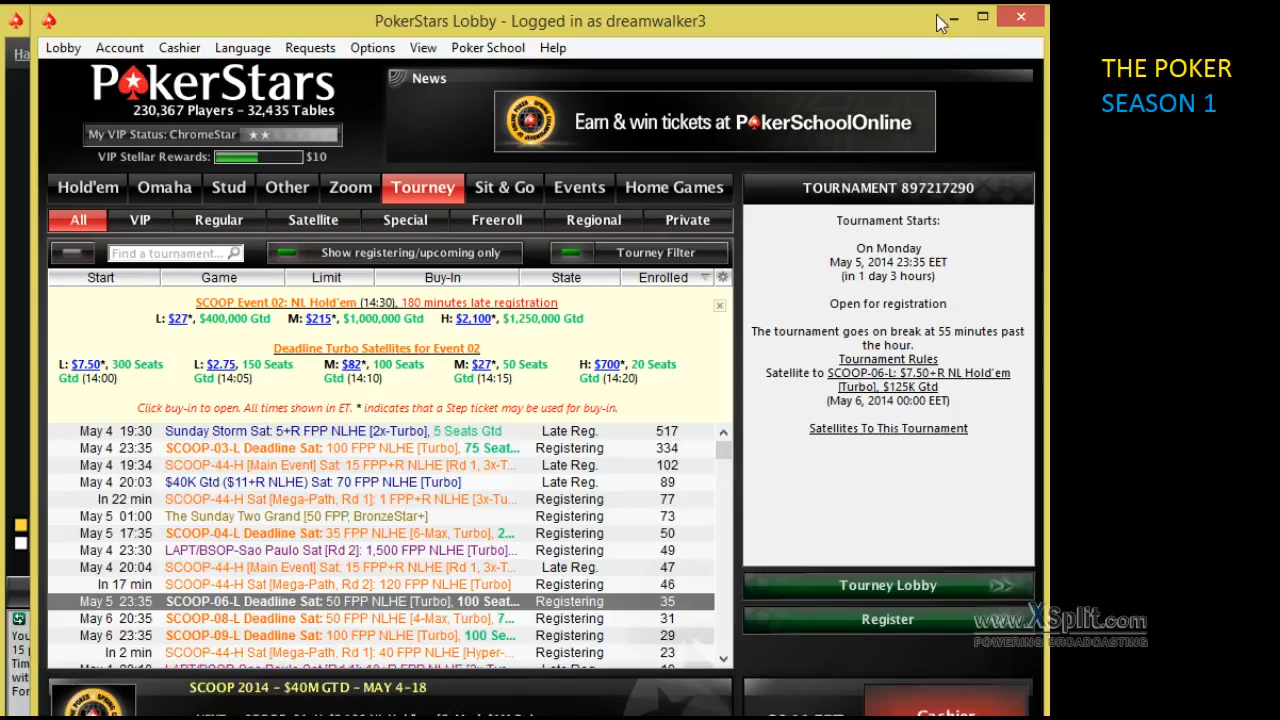 PokerStars Lobby - Logged in as dreamwalker3
THE POKER
SEASON 1
Lobby Account Cashier Language Requests Options View Poker School Help
PokerStars
230,367 Players - 32,435 Tables
My VIP Status: ChromeStar
VIP Stellar Rewards: $10
News
Earn & win tickets at PokerSchoolOnline
Hold'em Omaha Stud Other Zoom Tourney Sit & Go Events Home Games
All VIP Regular Satellite Special Freeroll Regional Private
Find a tournament... Show registering/upcoming only Tourney Filter
Start Game Limit Buy-In State Enrolled
SCOOP Event 02: NL Hold'em (14:30), 180 minutes late registration
L: $27*, $400,000 Gtd M: $215*, $1,000,000 Gtd H: $2,100*, $1,250,000 Gtd
Deadline Turbo Satellites for Event 02
L: $7.50*, 300 Seats L: $2.75, 150 Seats M: $82*, 100 Seats M: $27*, 50 Seats H: $700*, 20 Seats
Gtd (14:00) Gtd (14:05) Gtd (14:10) Gtd (14:15) Gtd (14:20)
Click buy-in to open. All times shown in ET. * indicates that a Step ticket may be used for buy-in.
May 4 19:30 Sunday Storm Sat: 5+R FPP NLHE [2x-Turbo], 5 Seats Gtd Late Reg. 517
May 4 23:35 SCOOP-03-L Deadline Sat: 100 FPP NLHE [Turbo], 75 Seat... Registering 334
May 4 19:34 SCOOP-44-H [Main Event] Sat: 15 FPP+R NLHE [Rd 1, 3x-T... Late Reg. 102
May 4 20:03 $40K Gtd ($11+R NLHE) Sat: 70 FPP NLHE [Turbo] Late Reg. 89
In 22 min SCOOP-44-H Sat [Mega-Path, Rd 1]: 1 FPP+R NLHE [3x-Tu... Registering 77
May 5 01:00 The Sunday Two Grand [50 FPP, BronzeStar+] Registering 73
May 5 17:35 SCOOP-04-L Deadline Sat: 35 FPP NLHE [6-Max, Turbo], 2... Registering 50
May 4 23:30 LAPT/BSOP-Sao Paulo Sat [Rd 2]: 1,500 FPP NLHE [Turbo]... Registering 49
May 4 20:04 SCOOP-44-H [Main Event] Sat: 15 FPP+R NLHE [Rd 1, 3x-T... Late Reg. 47
In 17 min SCOOP-44-H Sat [Mega-Path, Rd 2]: 120 FPP NLHE [Turbo] Registering 46
May 5 23:35 SCOOP-06-L Deadline Sat: 50 FPP NLHE [Turbo], 100 Seat... Registering 35
May 6 20:35 SCOOP-08-L Deadline Sat: 50 FPP NLHE [4-Max, Turbo], 7... Registering 31
May 6 23:35 SCOOP-09-L Deadline Sat: 100 FPP NLHE [Turbo], 100 Se... Registering 29
In 2 min SCOOP-44-H Sat [Mega-Path, Rd 1]: 40 FPP NLHE [Hyper-... Registering 23
SCOOP 2014 - $40M GTD - MAY 4-18
TOURNAMENT 897217290
Tournament Starts:
On Monday
May 5, 2014 23:35 EET
(in 1 day 3 hours)
Open for registration
The tournament goes on break at 55 minutes past
the hour.
Tournament Rules
Satellite to SCOOP-06-L: $7.50+R NL Hold'em
[Turbo], $125K Gtd
(May 6, 2014 00:00 EET)
Satellites To This Tournament
Tourney Lobby
Register
www.XSplit.com
POWERING BROADCASTING
Cashier